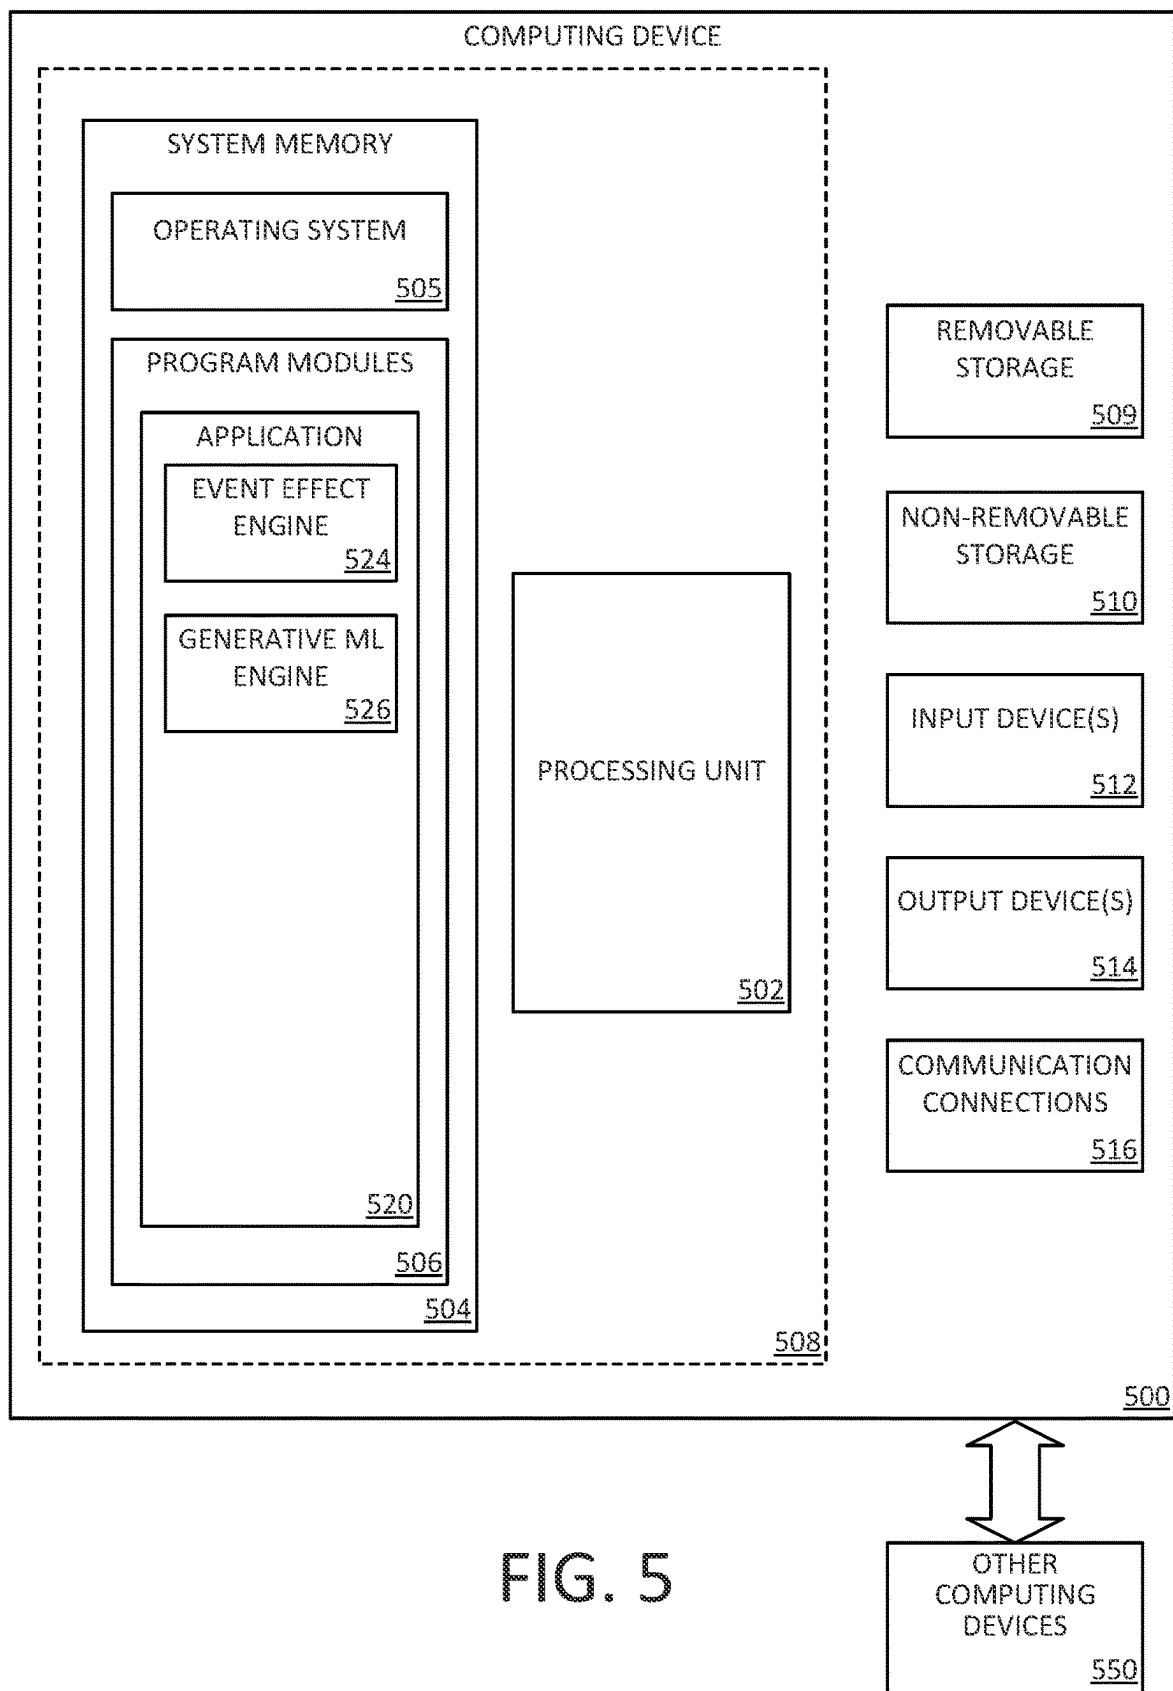 COMPUTING DEVICE
SYSTEM MEMORY
OPERATING SYSTEM
505
PROGRAM MODULES
APPLICATION
EVENT EFFECT
ENGINE
524
GENERATIVE ML
ENGINE
526
520
506
504
PROCESSING UNIT
502
508
REMOVABLE
STORAGE
509
NON-REMOVABLE
STORAGE
510
INPUT DEVICE(S)
512
OUTPUT DEVICE(S)
514
COMMUNICATION
CONNECTIONS
516
500
OTHER
COMPUTING
DEVICES
550
FIG. 5